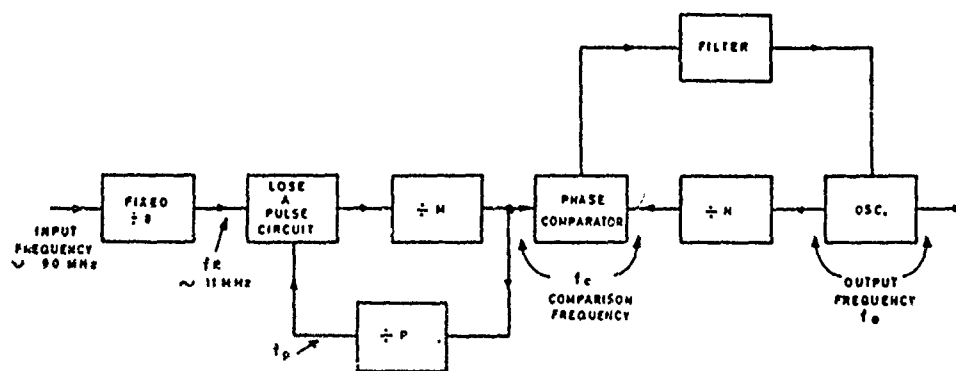 FILTER
FIXED
÷ 8
LOSE
A
PULSE
CIRCUIT
÷ M
PHASE
COMPARATOR
÷ N
OSC.
INPUT
FREQUENCY
~ 90 MHz
fR
~ 11 MHz
fc
COMPARISON
FREQUENCY
OUTPUT
FREQUENCY
fo
÷ P
fp